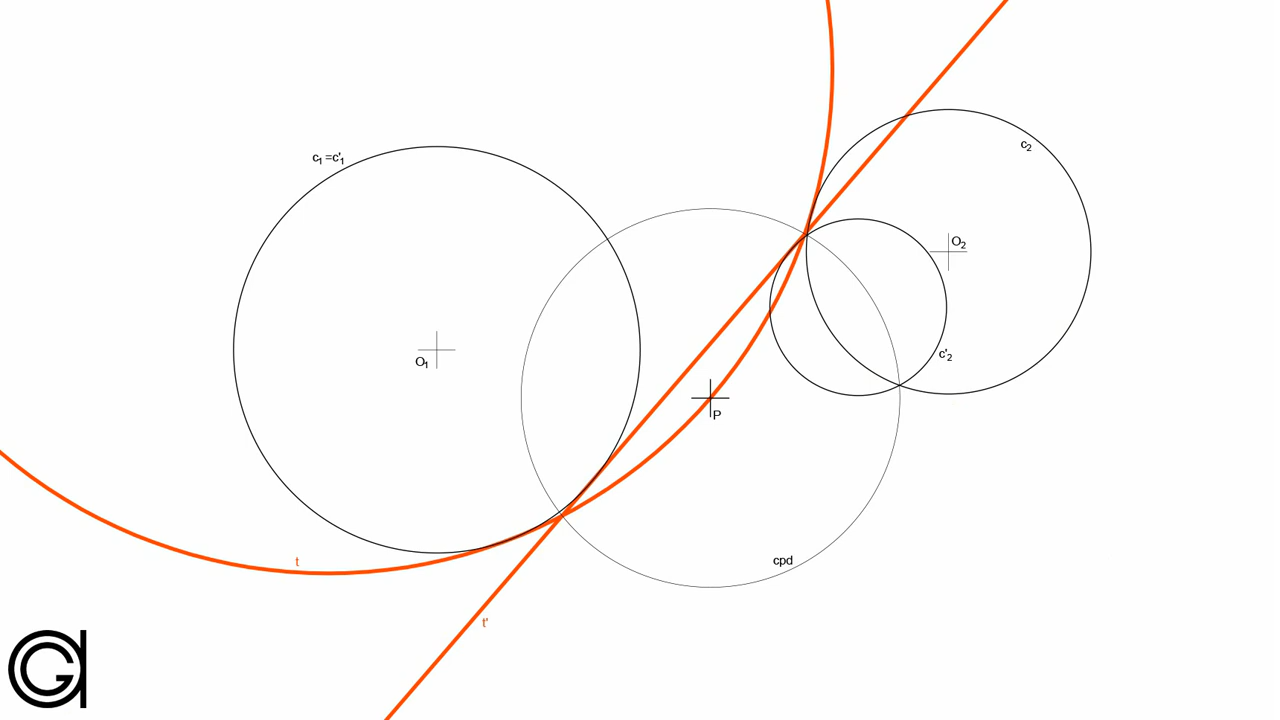 c₁ =c'₁
c₂
O₂
O₁
c'₂
P
t
cpd
t'